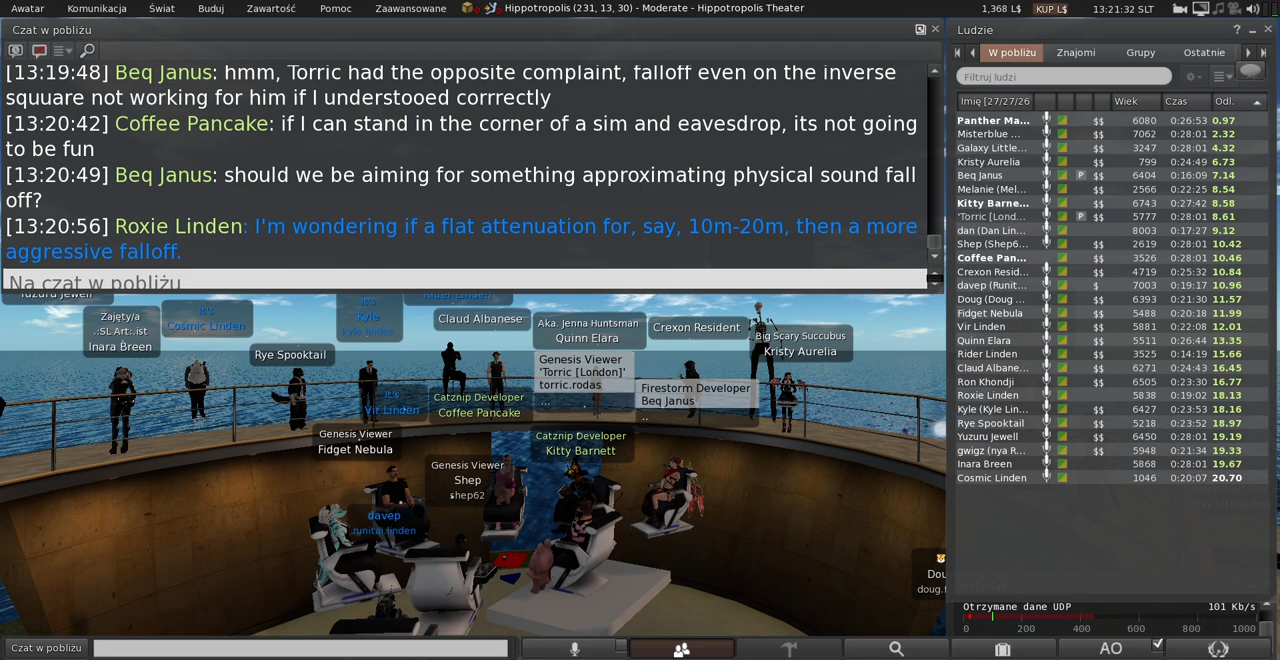 Awatar Komunikacja Świat Buduj Zawartość Pomoc Zaawansowane Hippotropolis (231, 13, 30) - Moderate - Hippotropolis Theater 1,368 L$ KUP L$ 13:21:32 SLT
Czat w pobliżu
[13:19:48] Beq Janus: hmm, Torric had the opposite complaint, falloff even on the inverse
squuare not working for him if I understooed corrrectly
[13:20:42] Coffee Pancake: if I can stand in the corner of a sim and eavesdrop, its not going
to be fun
[13:20:49] Beq Janus: should we be aiming for something approximating physical sound fall
off?
[13:20:56] Roxie Linden: I'm wondering if a flat attenuation for, say, 10m-20m, then a more
aggressive falloff.
Na czat w pobliżu
Yuzuru Jewell
Rider Linden
Zajęty/a
.:SL Art:.ist
Inara Breen
It's
Cosmic Linden
It's
Kyle
kyle.linden
Claud Albanese
Aka. Jenna Huntsman
Quinn Elara
Crexon Resident
Big Scary Succubus
Kristy Aurelia
Rye Spooktail
Genesis Viewer
'Torric [London]'
torric.rodas
...
Firestorm Developer
Beq Janus
..
It's
Vir Linden
Catznip Developer
Coffee Pancake
Genesis Viewer
Fidget Nebula
Catznip Developer
Kitty Barnett
Genesis Viewer
Shep
shep62
davep
runitai.linden
Dou
doug.
Ludzie
? _ ×
W pobliżu Znajomi Grupy Ostatnie
Filtruj ludzi
Imię [27/27/26 Wiek Czas Odl.
Panther Ma... $$ 6080 0:26:53 0.97
Misterblue ... $$ 7062 0:28:01 2.32
Galaxy Little... $$ 3247 0:28:01 4.32
Kristy Aurelia $$ 799 0:24:49 6.73
Beq Janus P $$ 6404 0:16:09 7.14
Melanie (Mel... $$ 2566 0:22:25 8.54
Kitty Barne... $$ 6743 0:27:42 8.58
'Torric [Lond... P $$ 5777 0:28:01 8.61
dan (Dan Lin... 8003 0:17:27 9.12
Shep (Shep6... $$ 2619 0:28:01 10.42
Coffee Pan... $$ 3526 0:28:01 10.46
Crexon Resid... $$ 4719 0:25:32 10.84
davep (Runit... $ 7003 0:19:17 10.96
Doug (Doug ... $$ 6393 0:21:30 11.57
Fidget Nebula $$ 5488 0:20:18 11.99
Vir Linden $$ 5881 0:22:08 12.01
Quinn Elara $$ 5511 0:26:44 13.35
Rider Linden $$ 3525 0:14:19 15.66
Claud Albane... $$ 6271 0:24:43 16.45
Ron Khondji $$ 6505 0:23:30 16.77
Roxie Linden 5838 0:19:02 18.13
Kyle (Kyle Lin... $$ 6427 0:23:53 18.16
Rye Spooktail $$ 5218 0:23:52 18.97
Yuzuru Jewell $$ 6450 0:28:01 19.19
gwigz (nya R... $$ 5948 0:21:34 19.33
Inara Breen 5868 0:28:01 19.67
Cosmic Linden 1046 0:20:07 20.70
Otrzymane dane UDP 101 Kb/s
0 200 400 600 800 1000
Czat w pobliżu AO